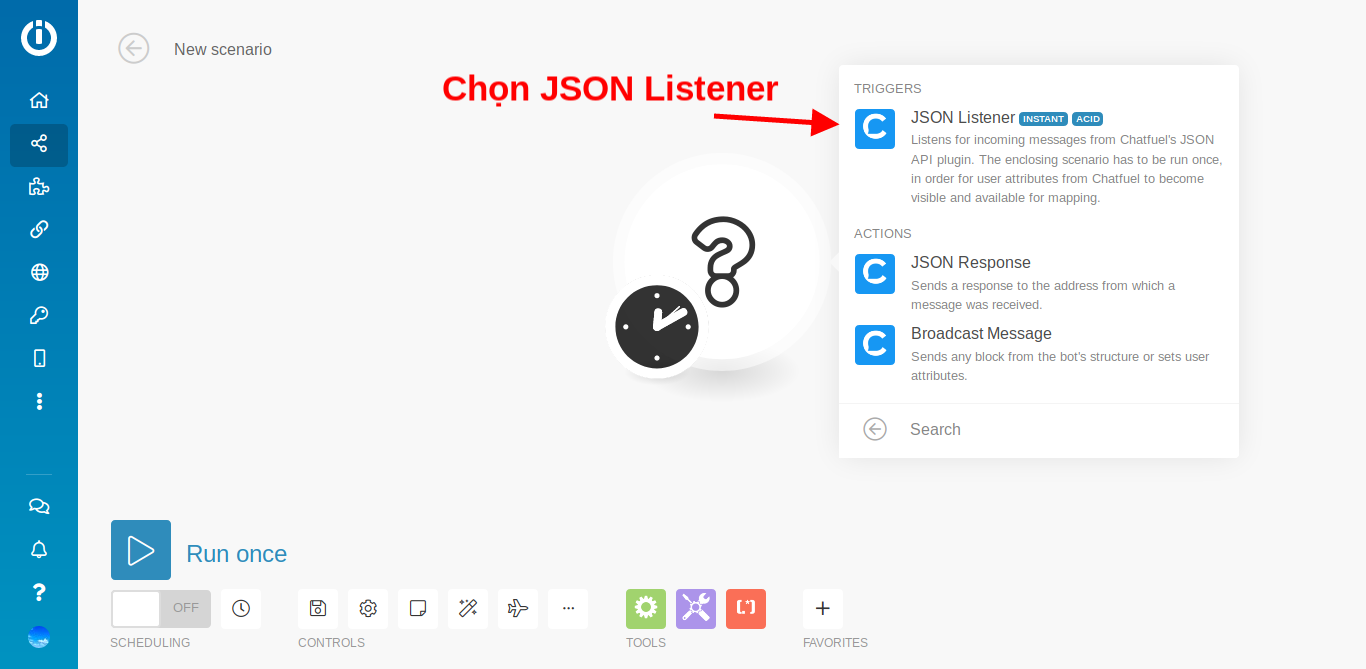 New scenario
Chọn JSON Listener
TRIGGERS
JSON Listener INSTANT ACID
Listens for incoming messages from Chatfuel's JSON
API plugin. The enclosing scenario has to be run once,
in order for user attributes from Chatfuel to become
visible and available for mapping.
ACTIONS
JSON Response
Sends a response to the address from which a
message was received.
Broadcast Message
Sends any block from the bot's structure or sets user
attributes.
Search
Run once
OFF
SCHEDULING
CONTROLS
TOOLS
FAVORITES